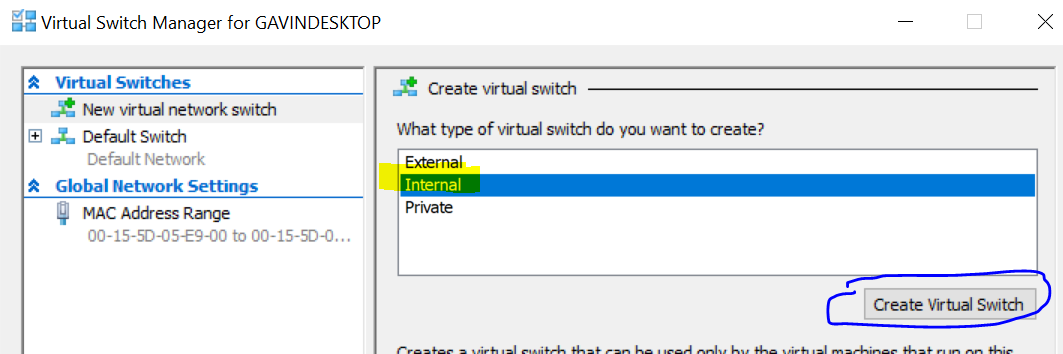 Virtual Switch Manager for GAVINDESKTOP
Virtual Switches
New virtual network switch
Default Switch
Default Network
Global Network Settings
MAC Address Range
00-15-5D-05-E9-00 to 00-15-5D-0...
Create virtual switch
What type of virtual switch do you want to create?
External
Internal
Private
Create Virtual Switch
Creates a virtual switch that can be used only by the virtual machines that run on this